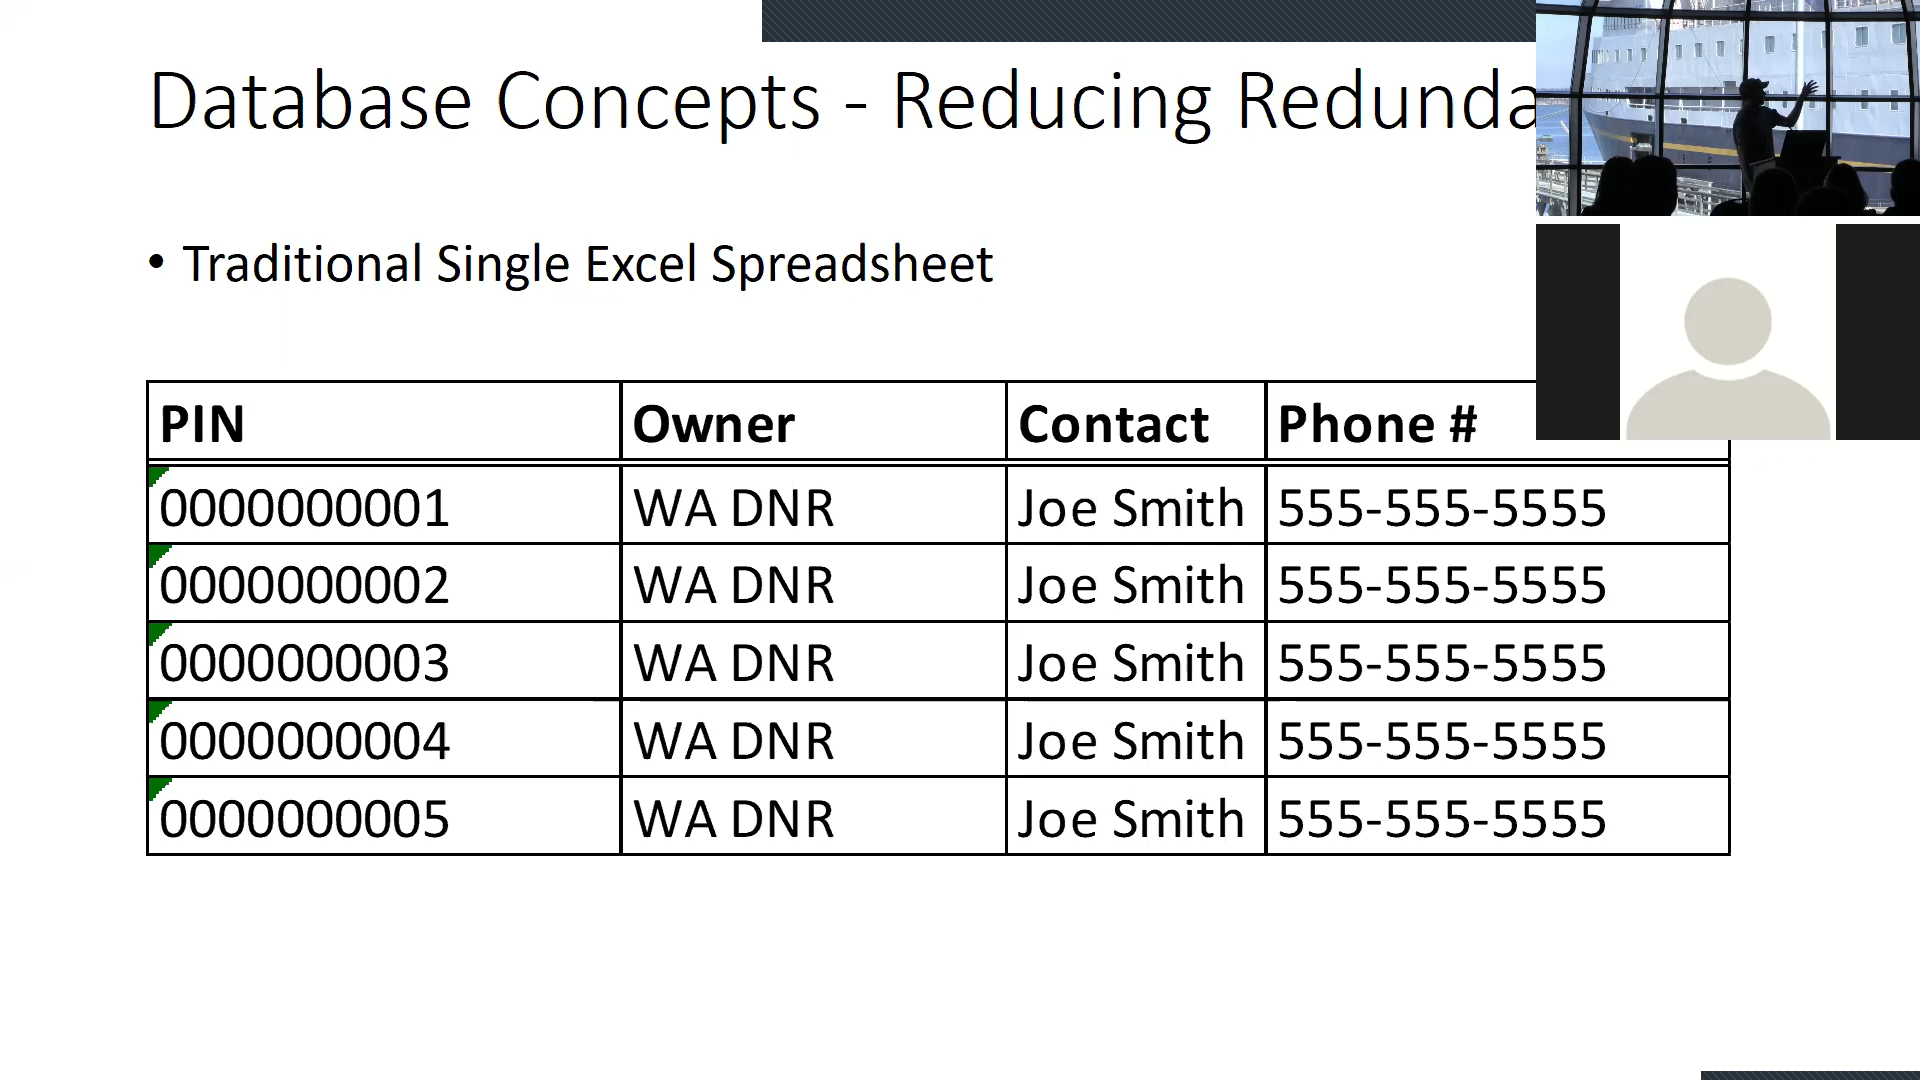 Database Concepts - Reducing Redunda
• Traditional Single Excel Spreadsheet
PIN Owner Contact Phone #
0000000001 WA DNR Joe Smith 555-555-5555
0000000002 WA DNR Joe Smith 555-555-5555
0000000003 WA DNR Joe Smith 555-555-5555
0000000004 WA DNR Joe Smith 555-555-5555
0000000005 WA DNR Joe Smith 555-555-5555